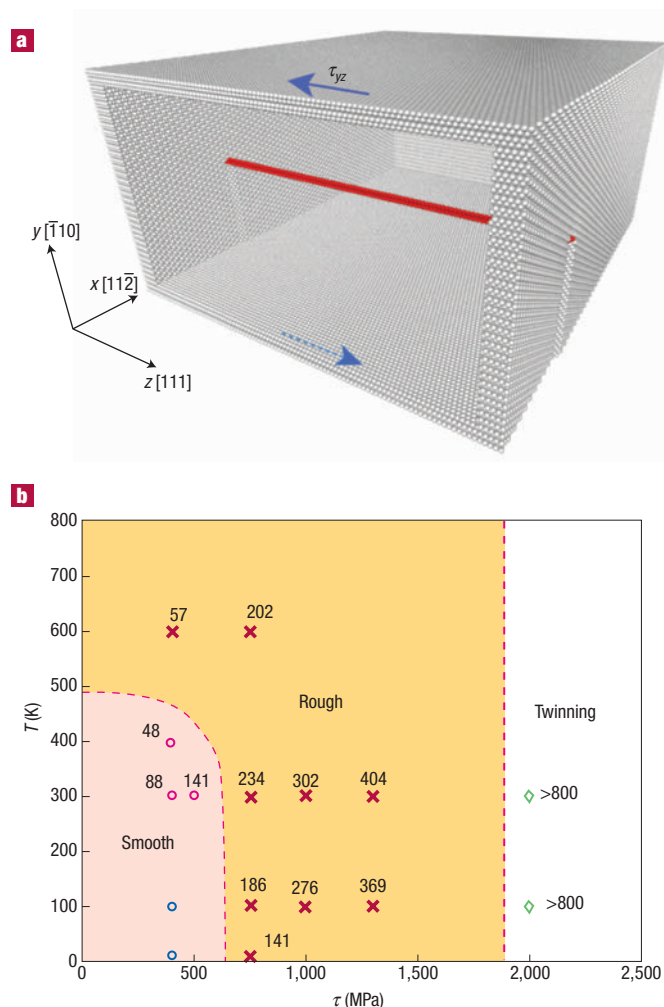 a
τyz
y [1̄10]
x [112̄]
z [111]
b
800
700
600
500
400
300
200
100
0
T (K)
57
202
48
Rough
Twinning
88
141
234
302
404
>800
Smooth
186
276
369
>800
141
0
500
1,000
1,500
2,000
2,500
τ (MPa)